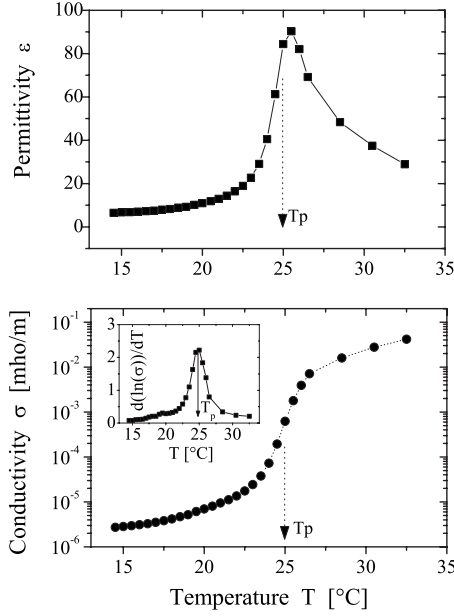 Permittivity ε
100
80
60
40
20
0
Tp
15 20 25 30 35
Conductivity σ [mho/m]
10⁻¹
10⁻²
10⁻³
10⁻⁴
10⁻⁵
10⁻⁶
d(ln(σ))/dT
3
2
1
0
Tₚ
15 20 25 30
T [°C]
Tp
15 20 25 30 35
Temperature T [°C]